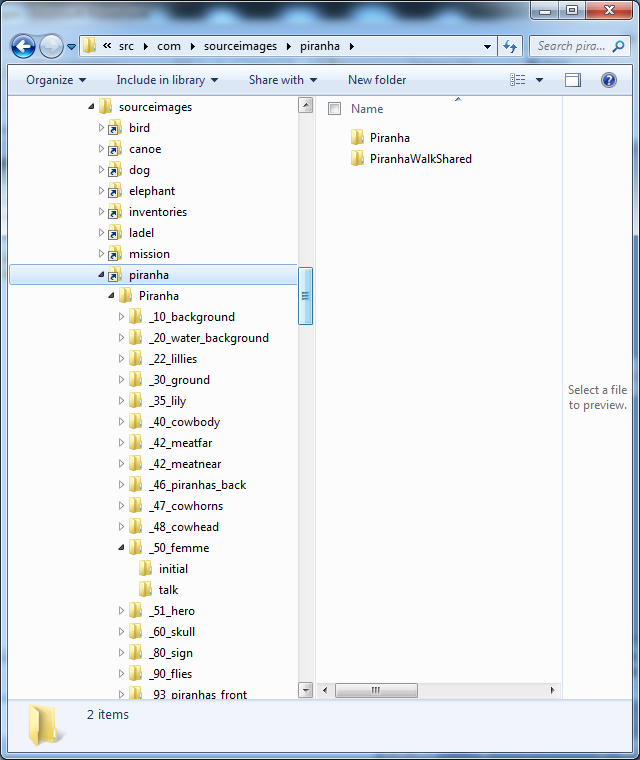 « src com sourceimages piranha Search pira...
Organize Include in library Share with New folder
sourceimages
bird
canoe
dog
elephant
inventories
ladel
mission
piranha
Piranha
_10_background
_20_water_background
_22_lillies
_30_ground
_35_lily
_40_cowbody
_42_meatfar
_42_meatnear
_46_piranhas_back
_47_cowhorns
_48_cowhead
_50_femme
initial
talk
_51_hero
_60_skull
_80_sign
_90_flies
_93_piranhas_front
Name
Piranha
PiranhaWalkShared
Select a file
to preview.
2 items